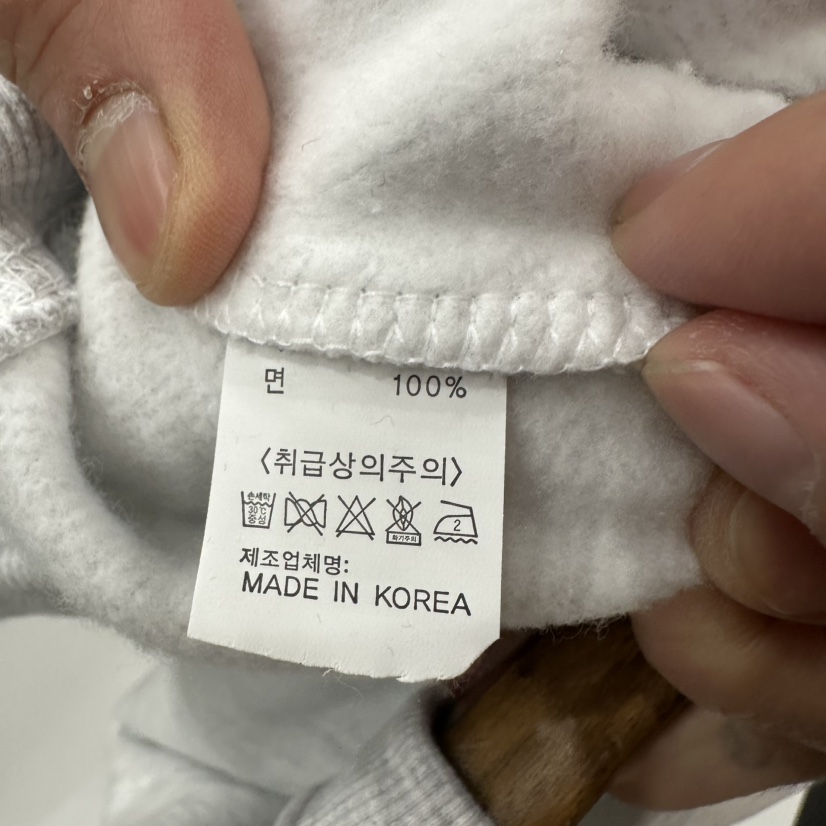 면 100%
〈취급상의주의〉
손세탁 30℃ 중성 화기주의 2
제조업체명:
MADE IN KOREA